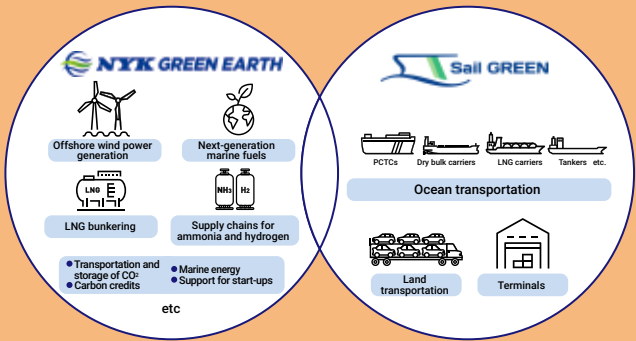 NYK GREEN EARTH
Offshore wind power
generation
Next-generation
marine fuels
LNG
NH3
H2
LNG bunkering
Supply chains for
ammonia and hydrogen
Transportation and
storage of CO2
Carbon credits
Marine energy
Support for start-ups
etc
Sail GREEN
PCTCs
Dry bulk carriers
LNG carriers
Tankers etc.
Ocean transportation
Land
transportation
Terminals